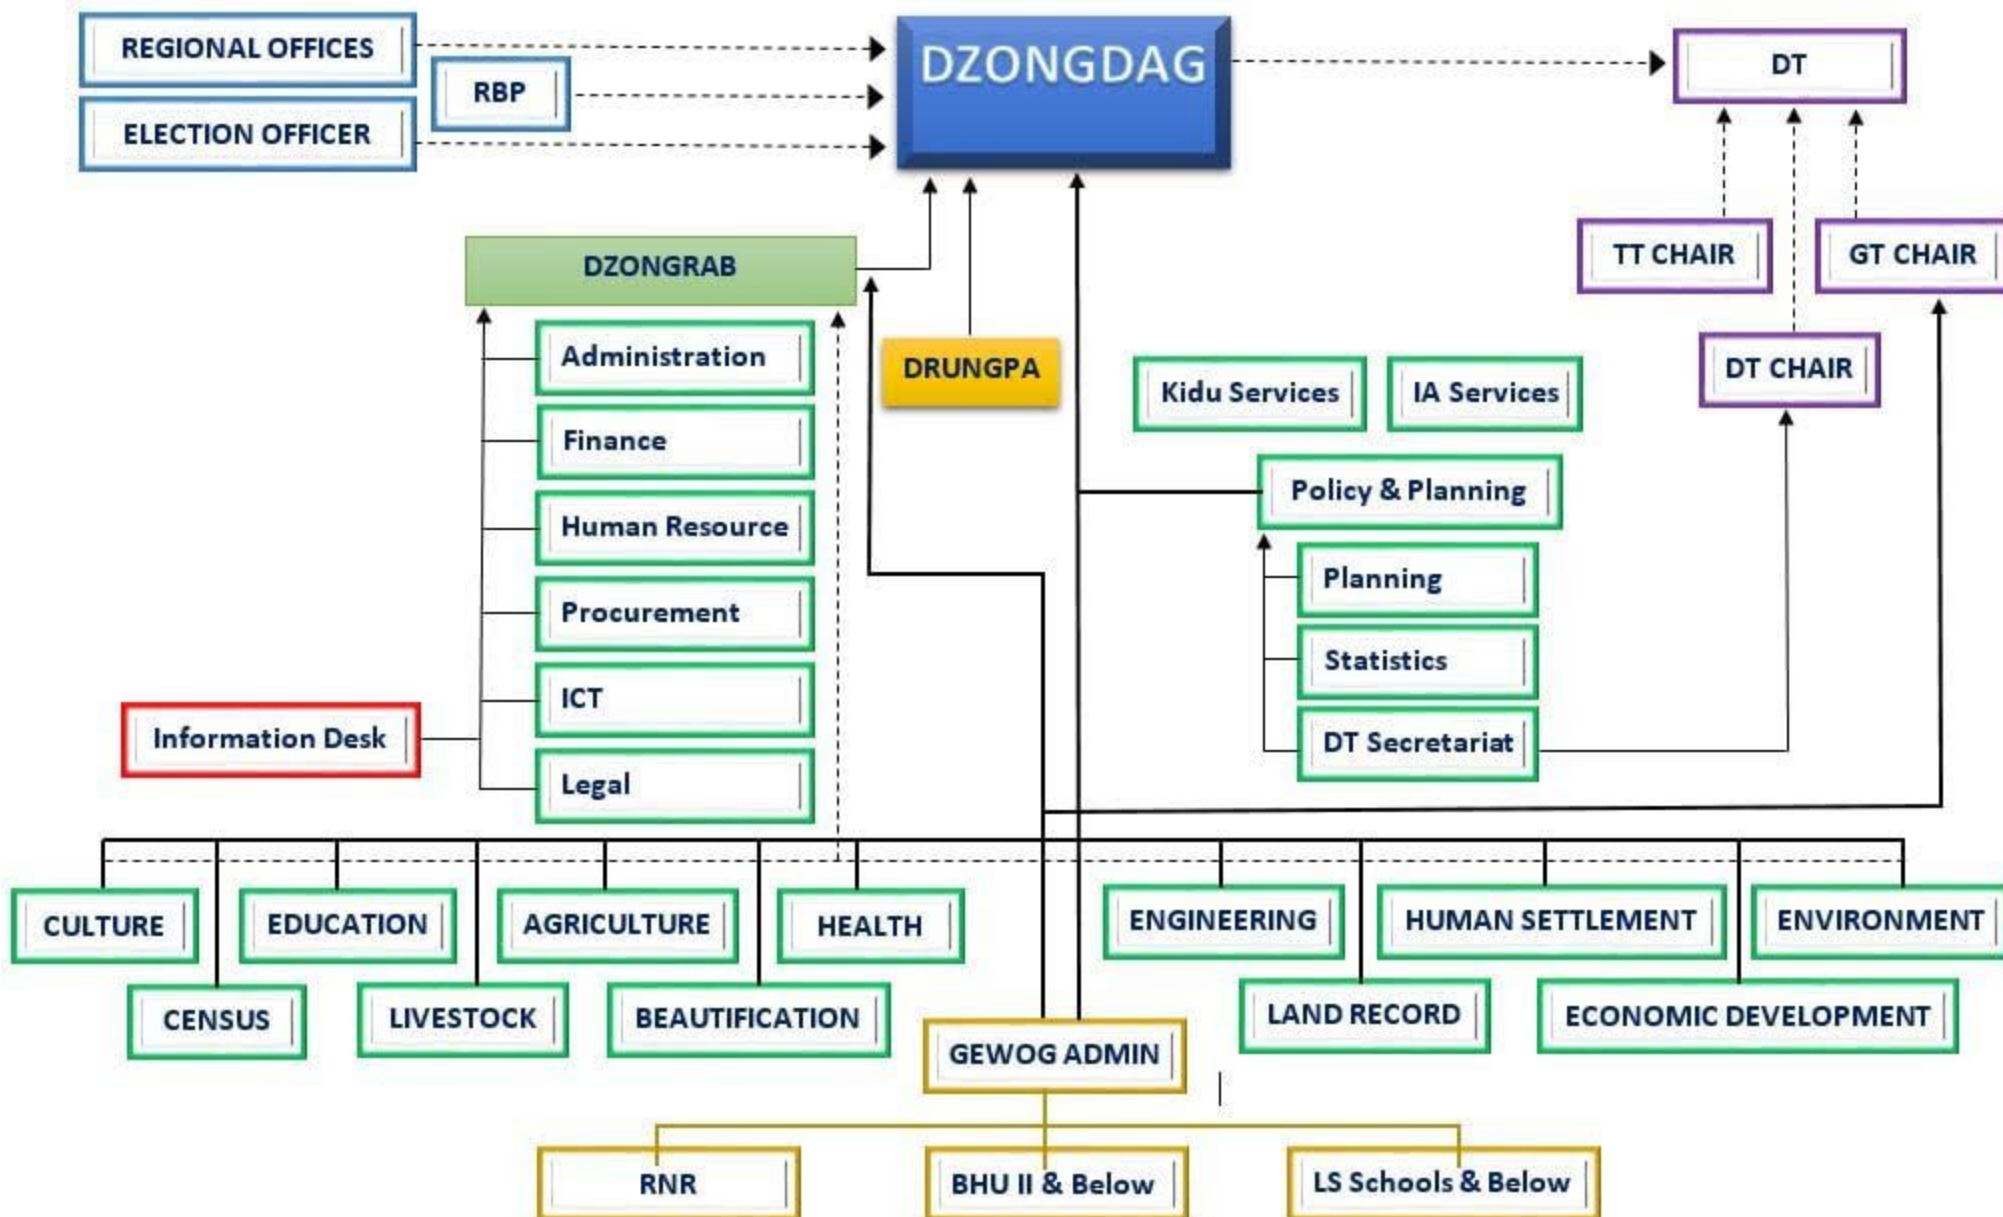 REGIONAL OFFICES
RBP
ELECTION OFFICER
DZONGDAG
DT
TT CHAIR
GT CHAIR
DT CHAIR
DZONGRAB
Administration
Finance
Human Resource
Procurement
ICT
Legal
Information Desk
DRUNGPA
Kidu Services
IA Services
Policy & Planning
Planning
Statistics
DT Secretariat
CULTURE
EDUCATION
AGRICULTURE
HEALTH
ENGINEERING
HUMAN SETTLEMENT
ENVIRONMENT
CENSUS
LIVESTOCK
BEAUTIFICATION
LAND RECORD
ECONOMIC DEVELOPMENT
GEWOG ADMIN
RNR
BHU II & Below
LS Schools & Below